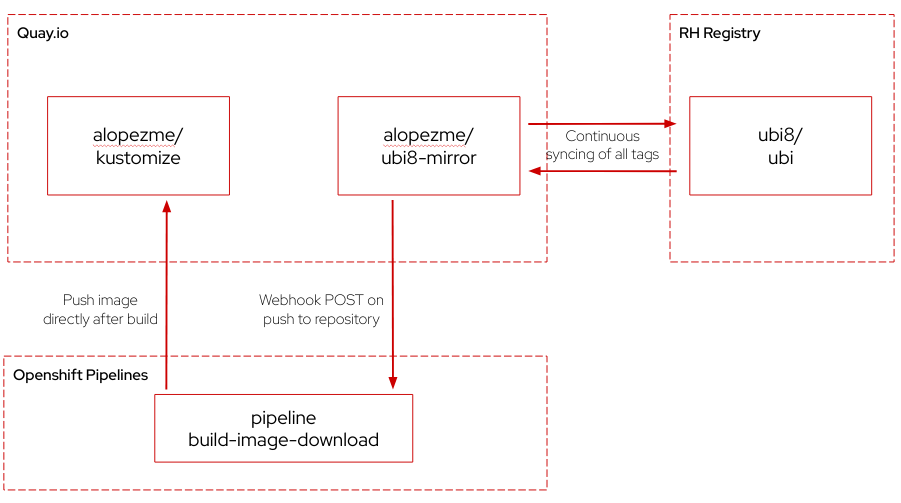 Quay.io
RH Registry
alopezme/
kustomize
alopezme/
ubi8-mirror
Continuous
syncing of all tags
ubi8/
ubi
Push image
directly after build
Webhook POST on
push to repository
Openshift Pipelines
pipeline
build-image-download